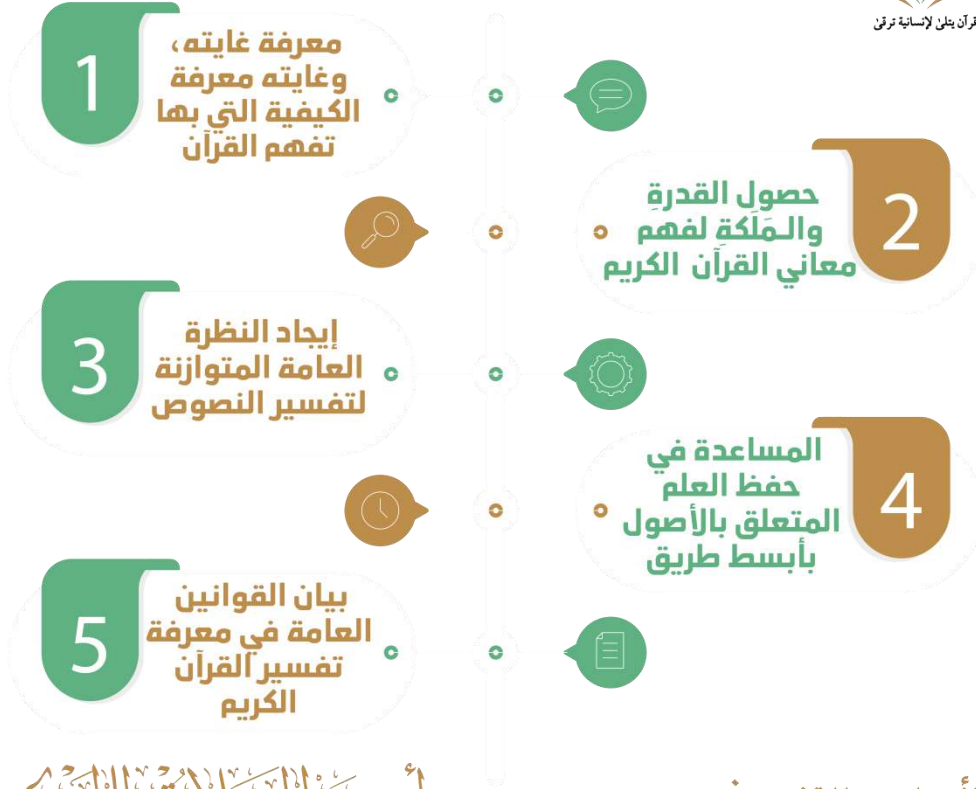 قرآن يتلىٰ لإنسانية ترقىٰ
1
معرفة غايته،
وغايته معرفة
الكيفية التي بها
تفهم القرآن
2
حصول القدرةِ
والـمَلَكةِ لفهم
معاني القرآن الكريم
3
إيجاد النظرة
العامة المتوازنة
لتفسير النصوص
4
المساعدة في
حفظ العلم
المتعلق بالأصول
بأبسط طريق
5
بيان القوانين
العامة في معرفة
تفسير القرآن
الكريم